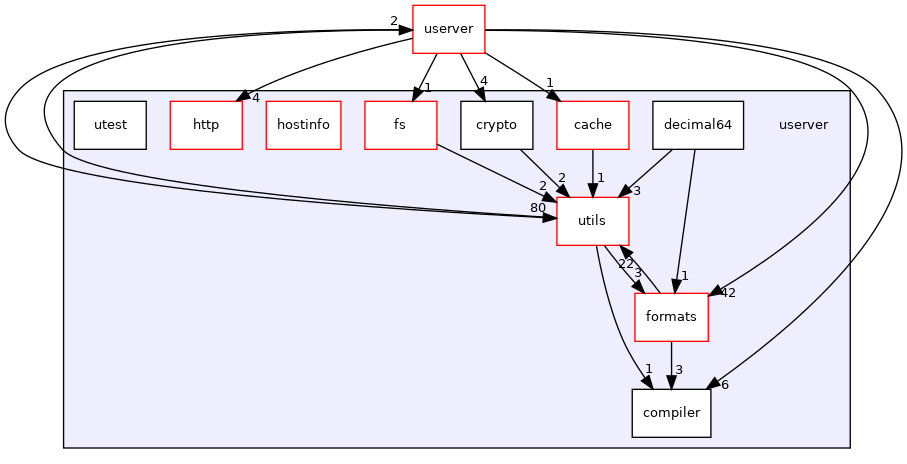 userver
2
4
1
4
1
utest
http
hostinfo
fs
crypto
cache
decimal64
userver
2
2
1
3
80
utils
22
3
1
42
formats
1
3
6
compiler